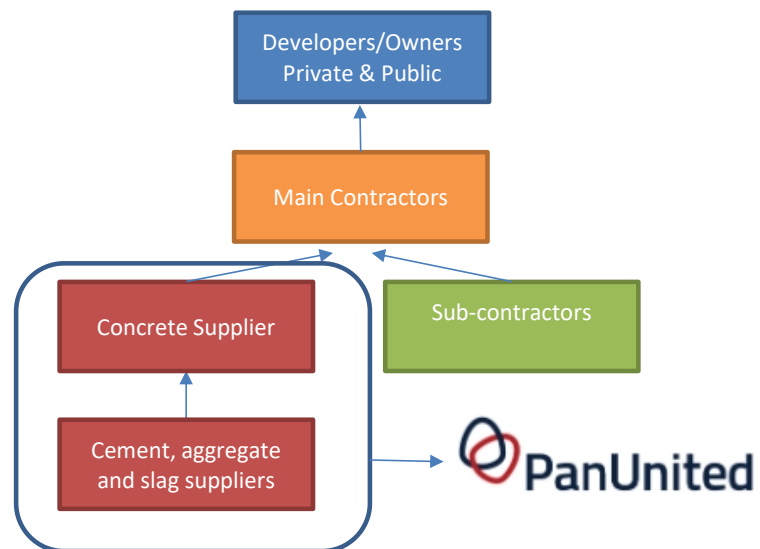 Developers/Owners
Private & Public
Main Contractors
Concrete Supplier
Sub-contractors
Cement, aggregate
and slag suppliers
PanUnited